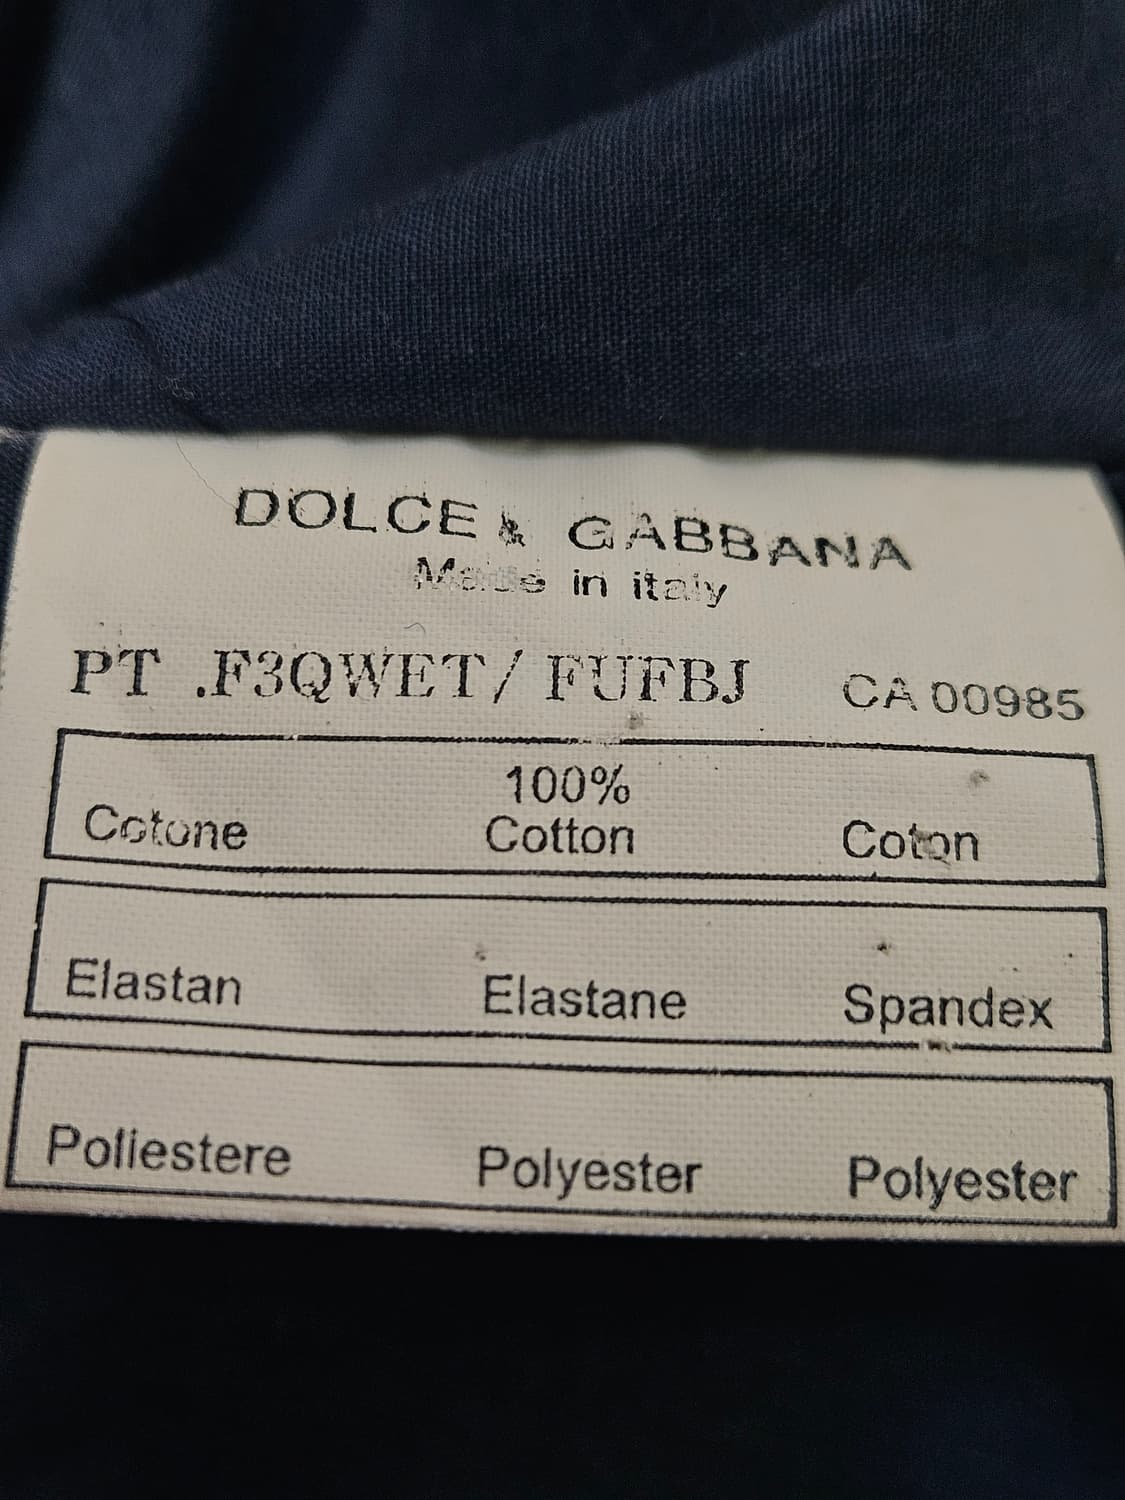 DOLCE & GABBANA
Made in italy
PT .F3QWET/ FUFBJ CA 00985
100%
Cotone Cotton Coton
Elastan Elastane Spandex
Poliestere Polyester Polyester